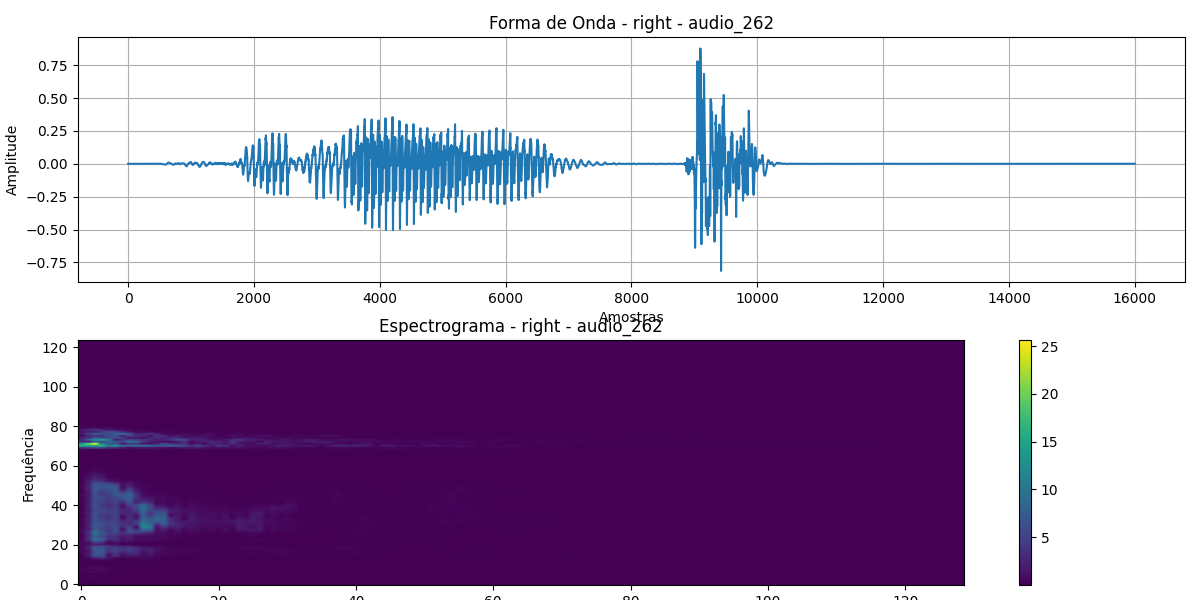 Forma de Onda - right - audio_262
Amplitude
0.75
0.50
0.25
0.00
−0.25
−0.50
−0.75
0 2000 4000 6000 8000 10000 12000 14000 16000
Amostras
Espectrograma - right - audio_262
Frequência
120
100
80
60
40
20
0
0 20 40 60 80 100 120
25
20
15
10
5